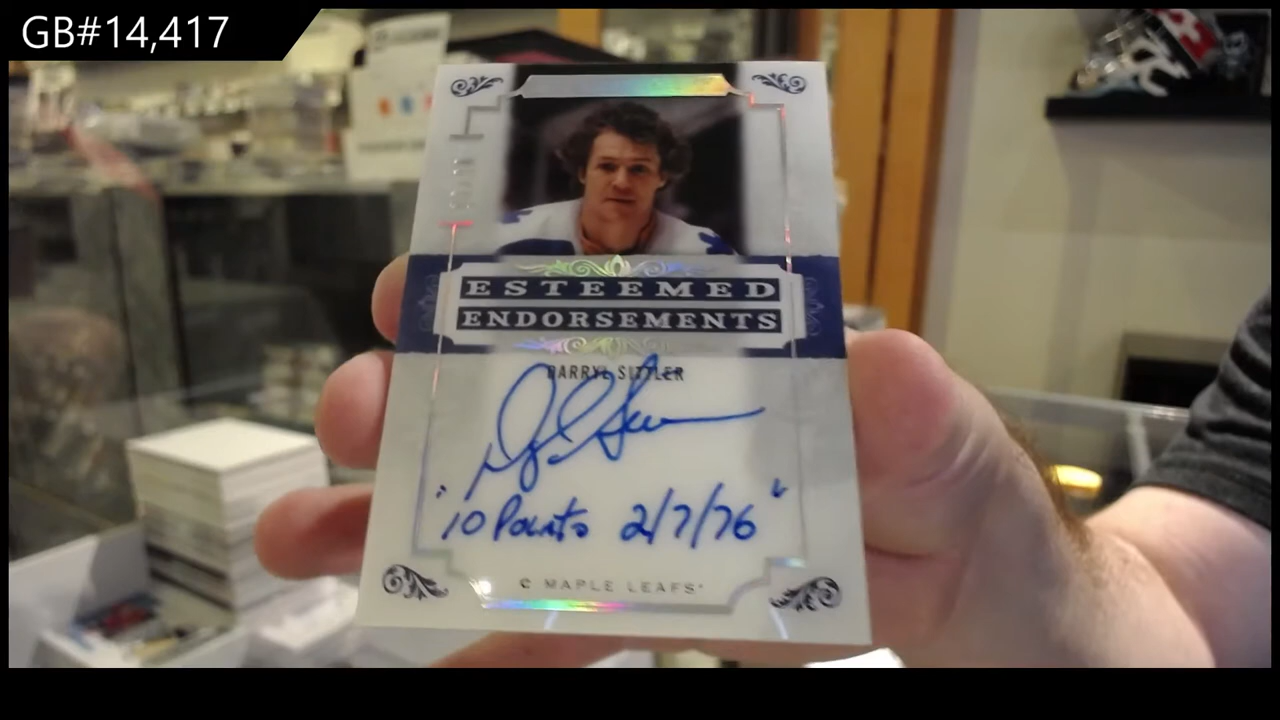 GB#14,417
ESTEEMED
ENDORSEMENTS
DARRYL SITTLER
"10 Points 2/7/76"
C MAPLE LEAFS